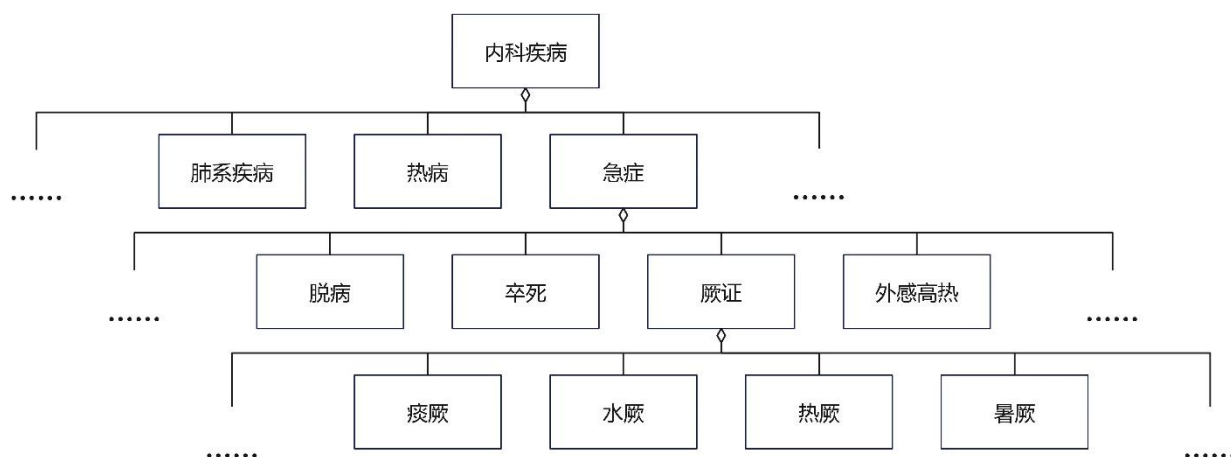 内科疾病
肺系疾病 热病 急症
…… ……
脱病 卒死 厥证 外感高热
…… ……
痰厥 水厥 热厥 暑厥
…… ……